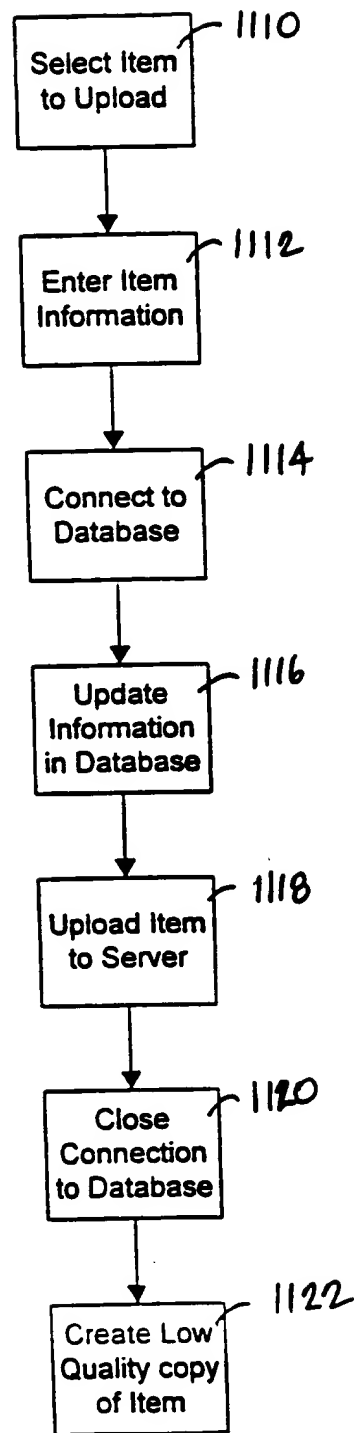 1110
Select Item
to Upload
1112
Enter Item
Information
1114
Connect to
Database
1116
Update
Information
in Database
1118
Upload Item
to Server
1120
Close
Connection
to Database
1122
Create Low
Quality copy
of Item